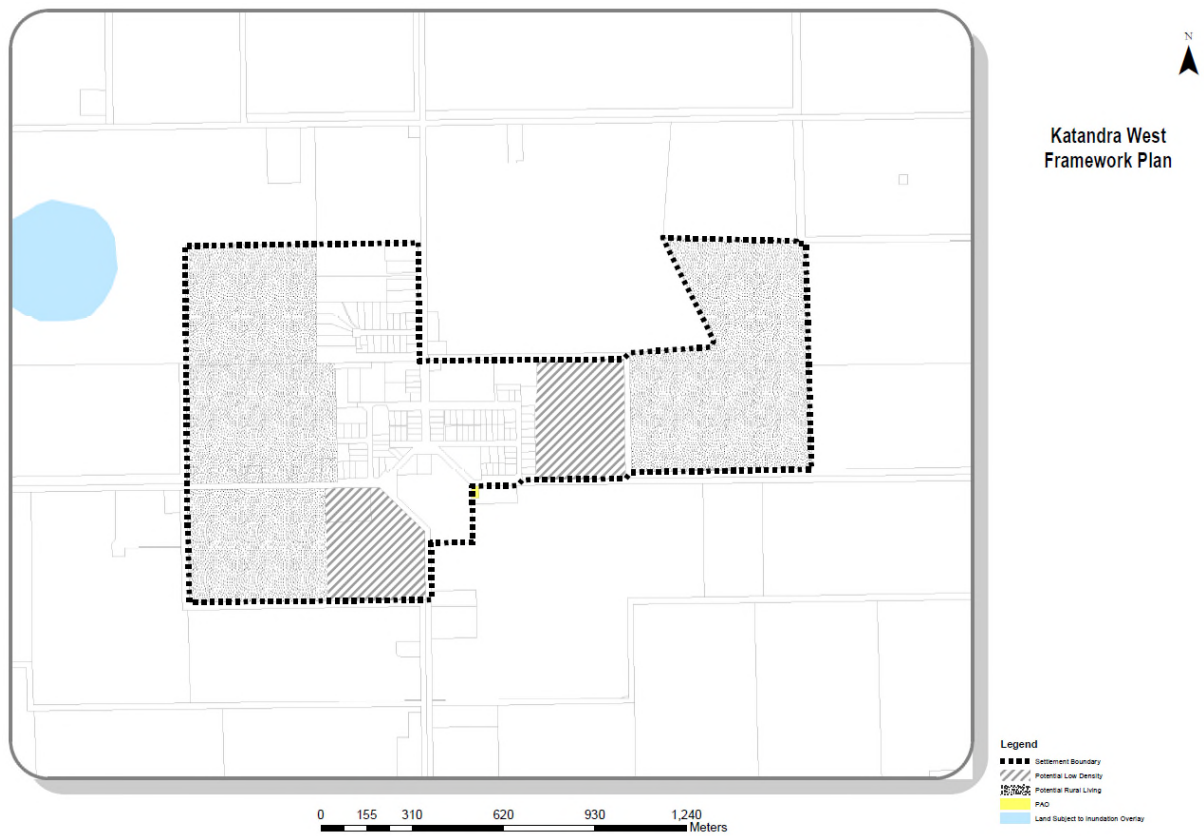 N
Katandra West
Framework Plan
Legend
Settlement Boundary
Potential Low Density
Potential Rural Living
PAO
Land Subject to Inundation Overlay
0 155 310 620 930 1,240
Meters